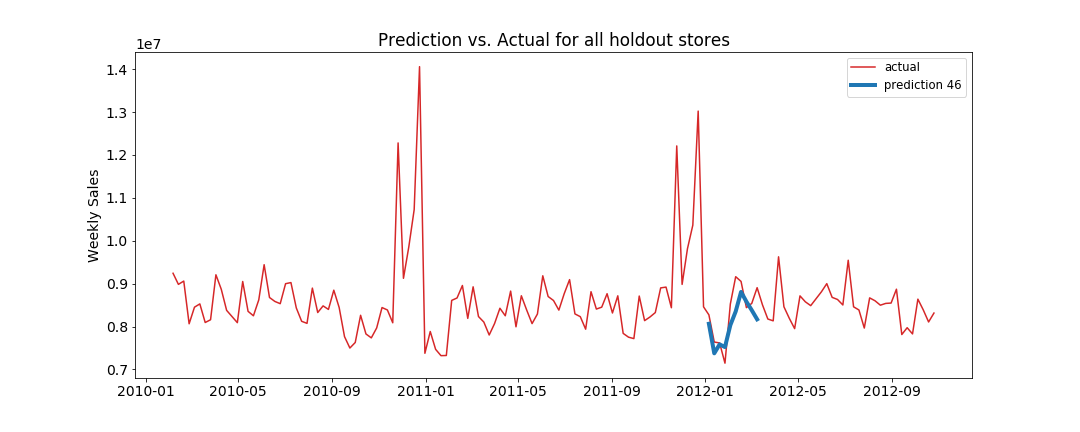 Prediction vs. Actual for all holdout stores
1e7
actual
prediction 46
1.4
1.3
1.2
1.1
1.0
0.9
0.8
0.7
Weekly Sales
2010-01 2010-05 2010-09 2011-01 2011-05 2011-09 2012-01 2012-05 2012-09